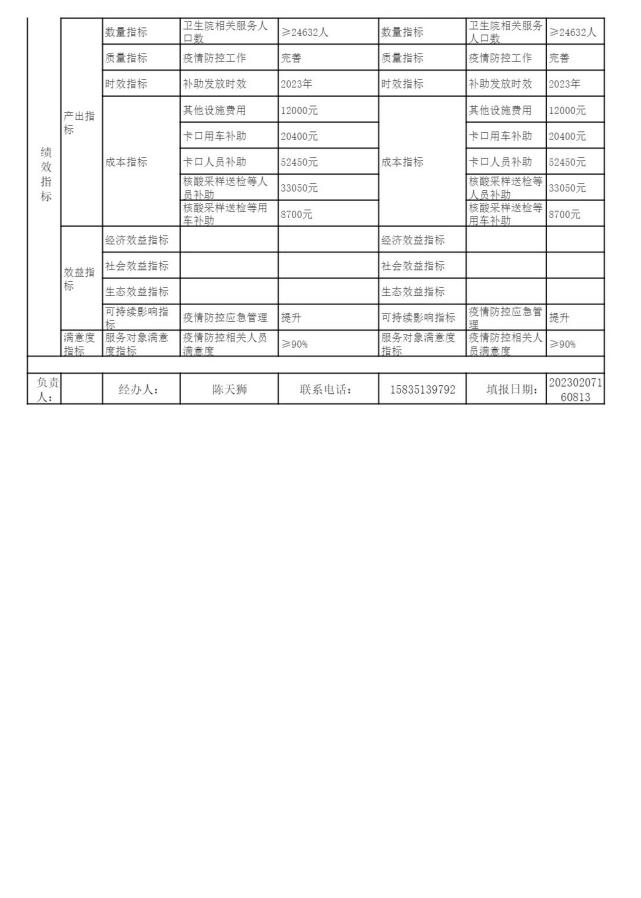 数量指标 卫生院相关服务人口数 ≥24632人 数量指标 卫生院相关服务人口数 ≥24632人
质量指标 疫情防控工作 完善 质量指标 疫情防控工作 完善
时效指标 补助发放时效 2023年 时效指标 补助发放时效 2023年
产出指标
其他设施费用 12000元 其他设施费用 12000元
卡口用车补助 20400元 卡口用车补助 20400元
绩效指标
成本指标 卡口人员补助 52450元 成本指标 卡口人员补助 52450元
核酸采样送检等人员补助 33050元 核酸采样送检等人员补助 33050元
核酸采样送检等用车补助 8700元 核酸采样送检等用车补助 8700元
经济效益指标 经济效益指标
效益指标
社会效益指标 社会效益指标
生态效益指标 生态效益指标
可持续影响指标 疫情防控应急管理 提升 可持续影响指标 疫情防控应急管理 提升
满意度指标 服务对象满意度指标 疫情防控相关人员满意度 ≥90% 服务对象满意度指标 疫情防控相关人员满意度 ≥90%
负责人: 经办人: 陈天狮 联系电话: 15835139792 填报日期: 20230207160813